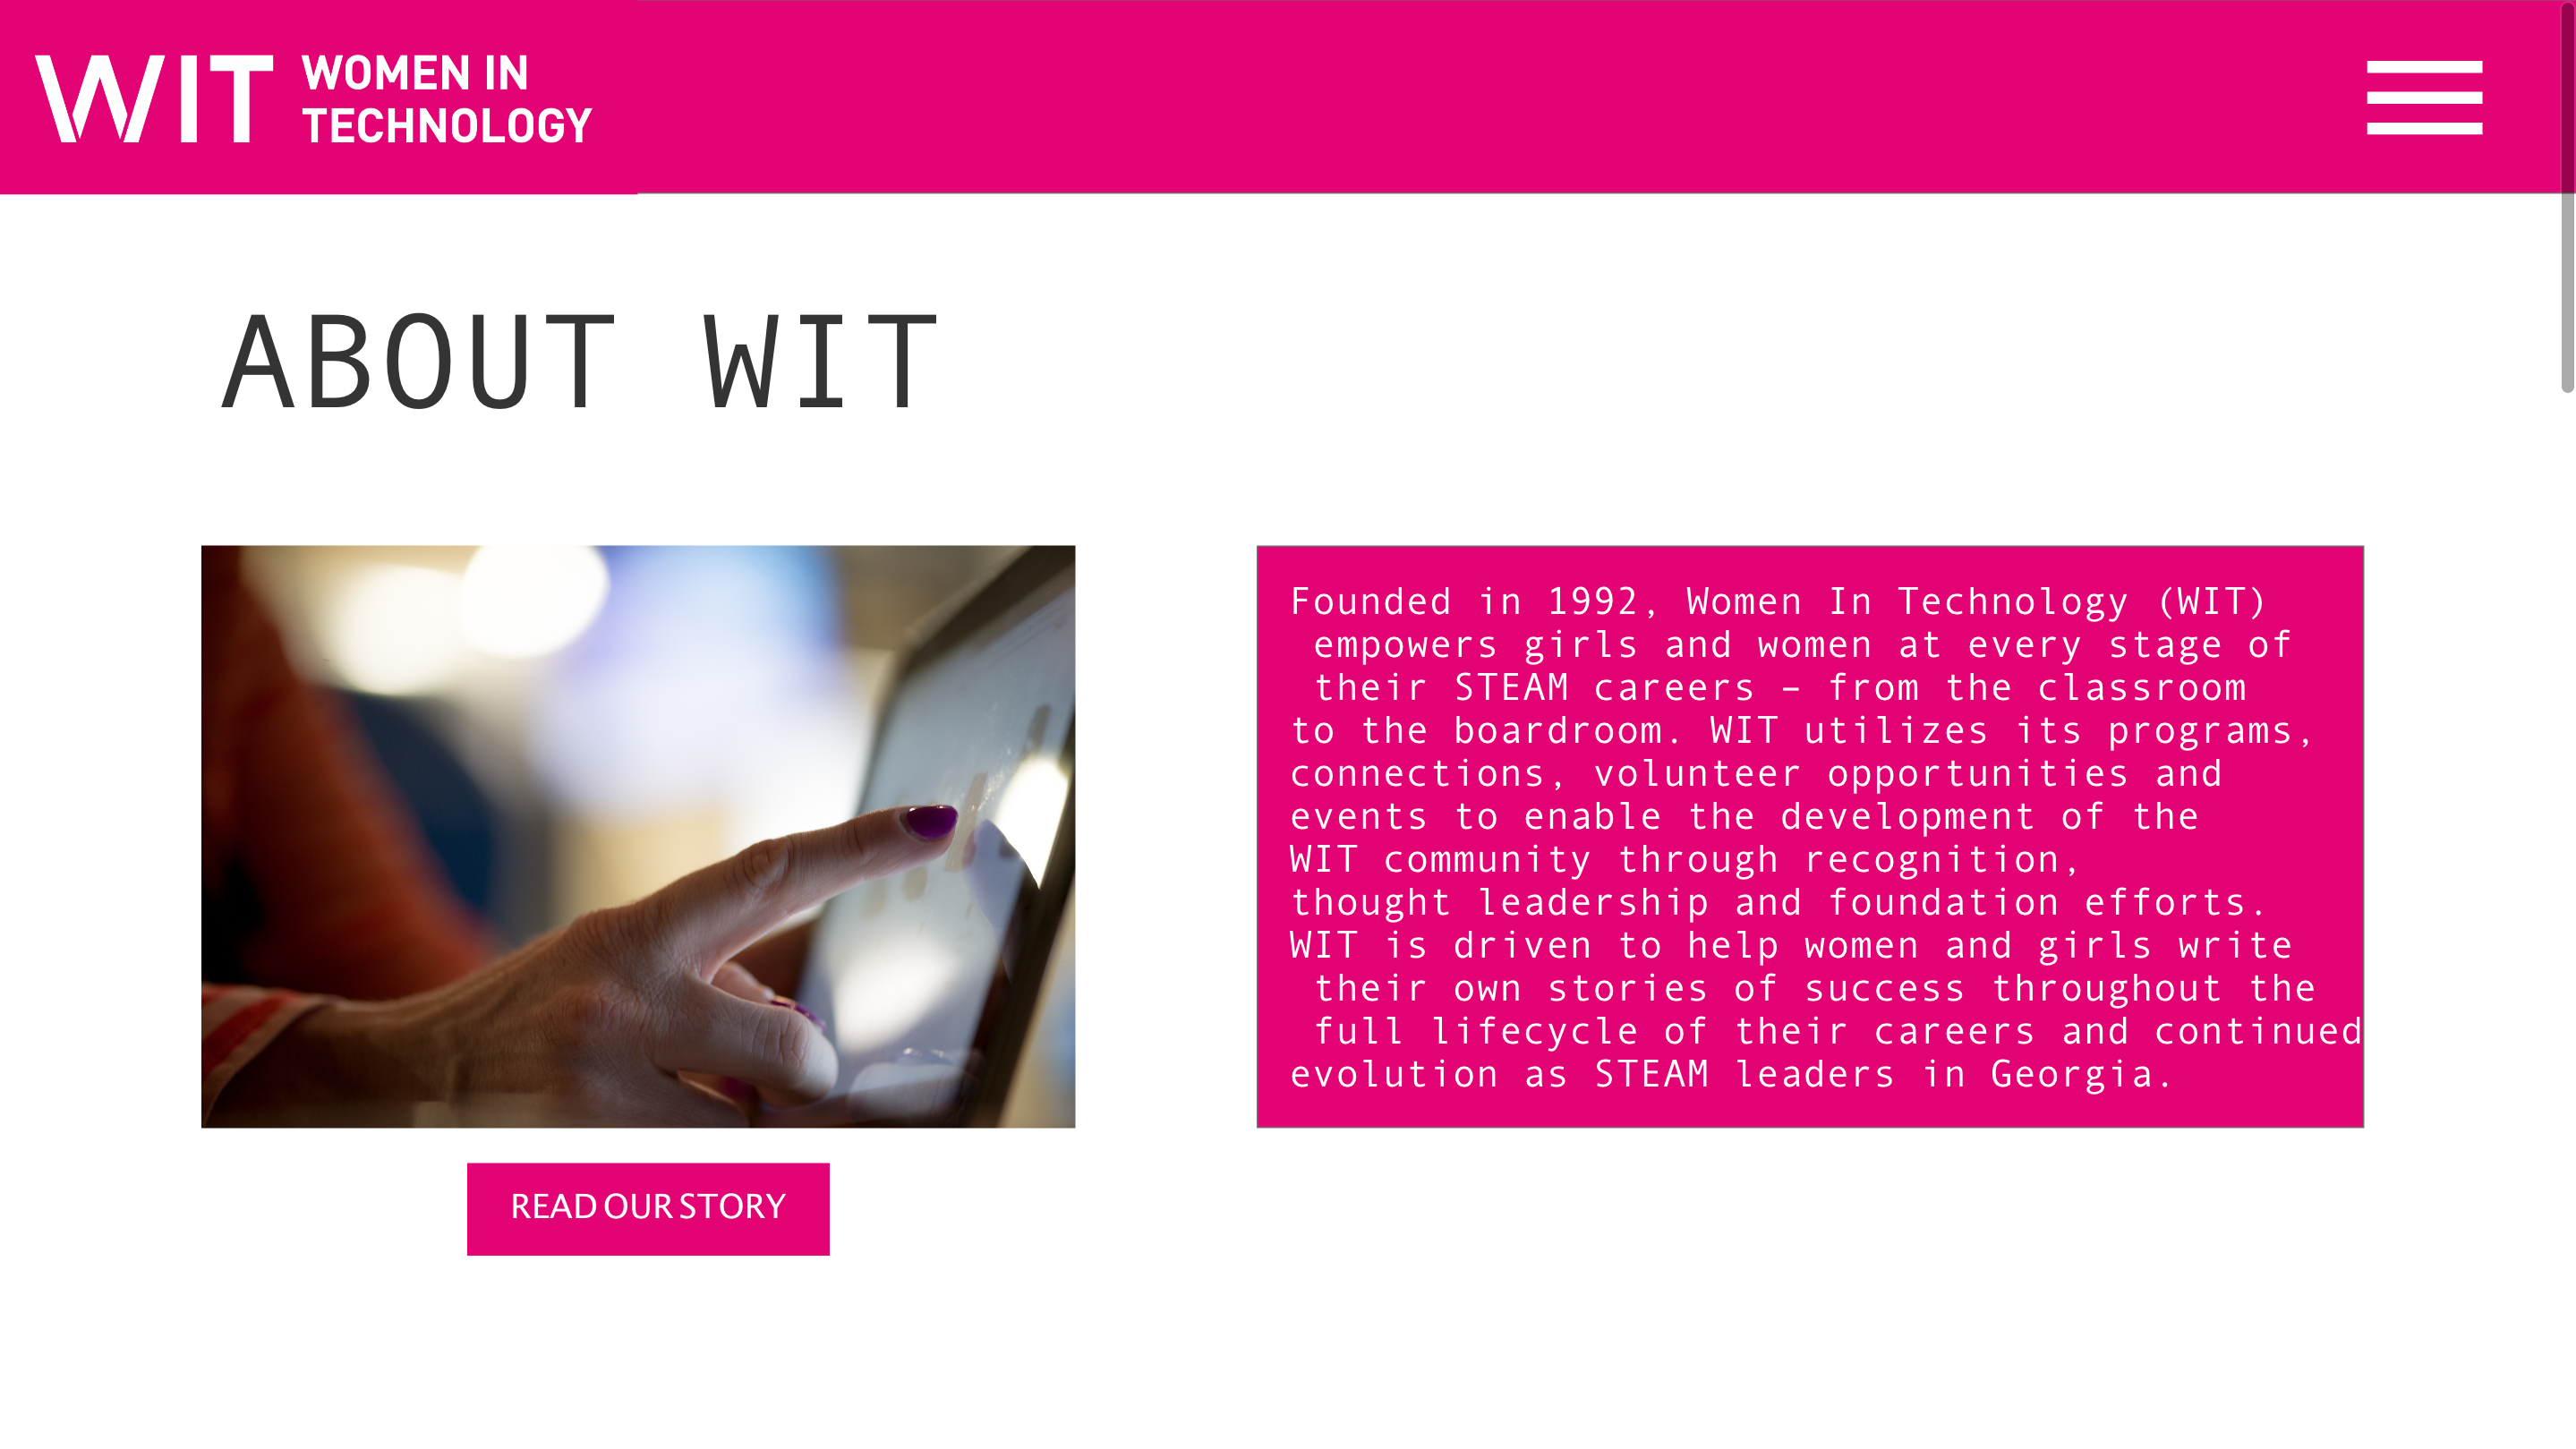 WIT WOMEN IN
TECHNOLOGY
ABOUT WIT
Founded in 1992, Women In Technology (WIT)
empowers girls and women at every stage of
their STEAM careers – from the classroom
to the boardroom. WIT utilizes its programs,
connections, volunteer opportunities and
events to enable the development of the
WIT community through recognition,
thought leadership and foundation efforts.
WIT is driven to help women and girls write
their own stories of success throughout the
full lifecycle of their careers and continued
evolution as STEAM leaders in Georgia.
READ OUR STORY